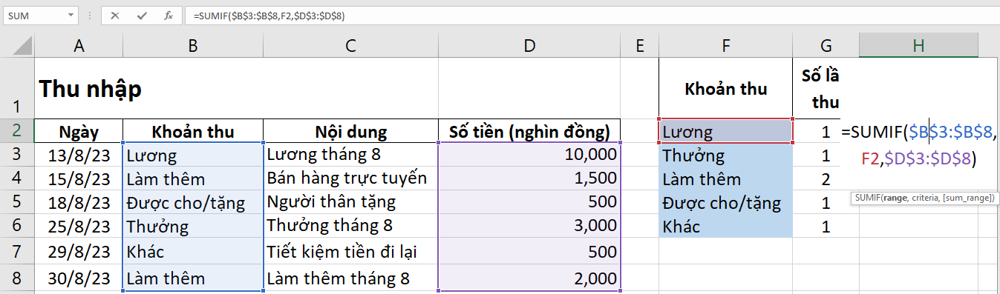 SUM fx =SUMIF($B$3:$B$8,F2,$D$3:$D$8)
A B C D E F G H
1 Thu nhập Khoản thu Số lầ
thu
2 Ngày Khoản thu Nội dung Số tiền (nghìn đồng) Lương 1 =SUMIF($B$3:$B$8,
F2,$D$3:$D$8)
3 13/8/23 Lương Lương tháng 8 10,000 Thưởng 1
4 15/8/23 Làm thêm Bán hàng trực tuyến 1,500 Làm thêm 2
SUMIF(range, criteria, [sum_range])
5 18/8/23 Được cho/tặng Người thân tặng 500 Được cho/tặng 1
6 25/8/23 Thưởng Thưởng tháng 8 3,000 Khác 1
7 29/8/23 Khác Tiết kiệm tiền đi lại 500
8 30/8/23 Làm thêm Làm thêm tháng 8 2,000